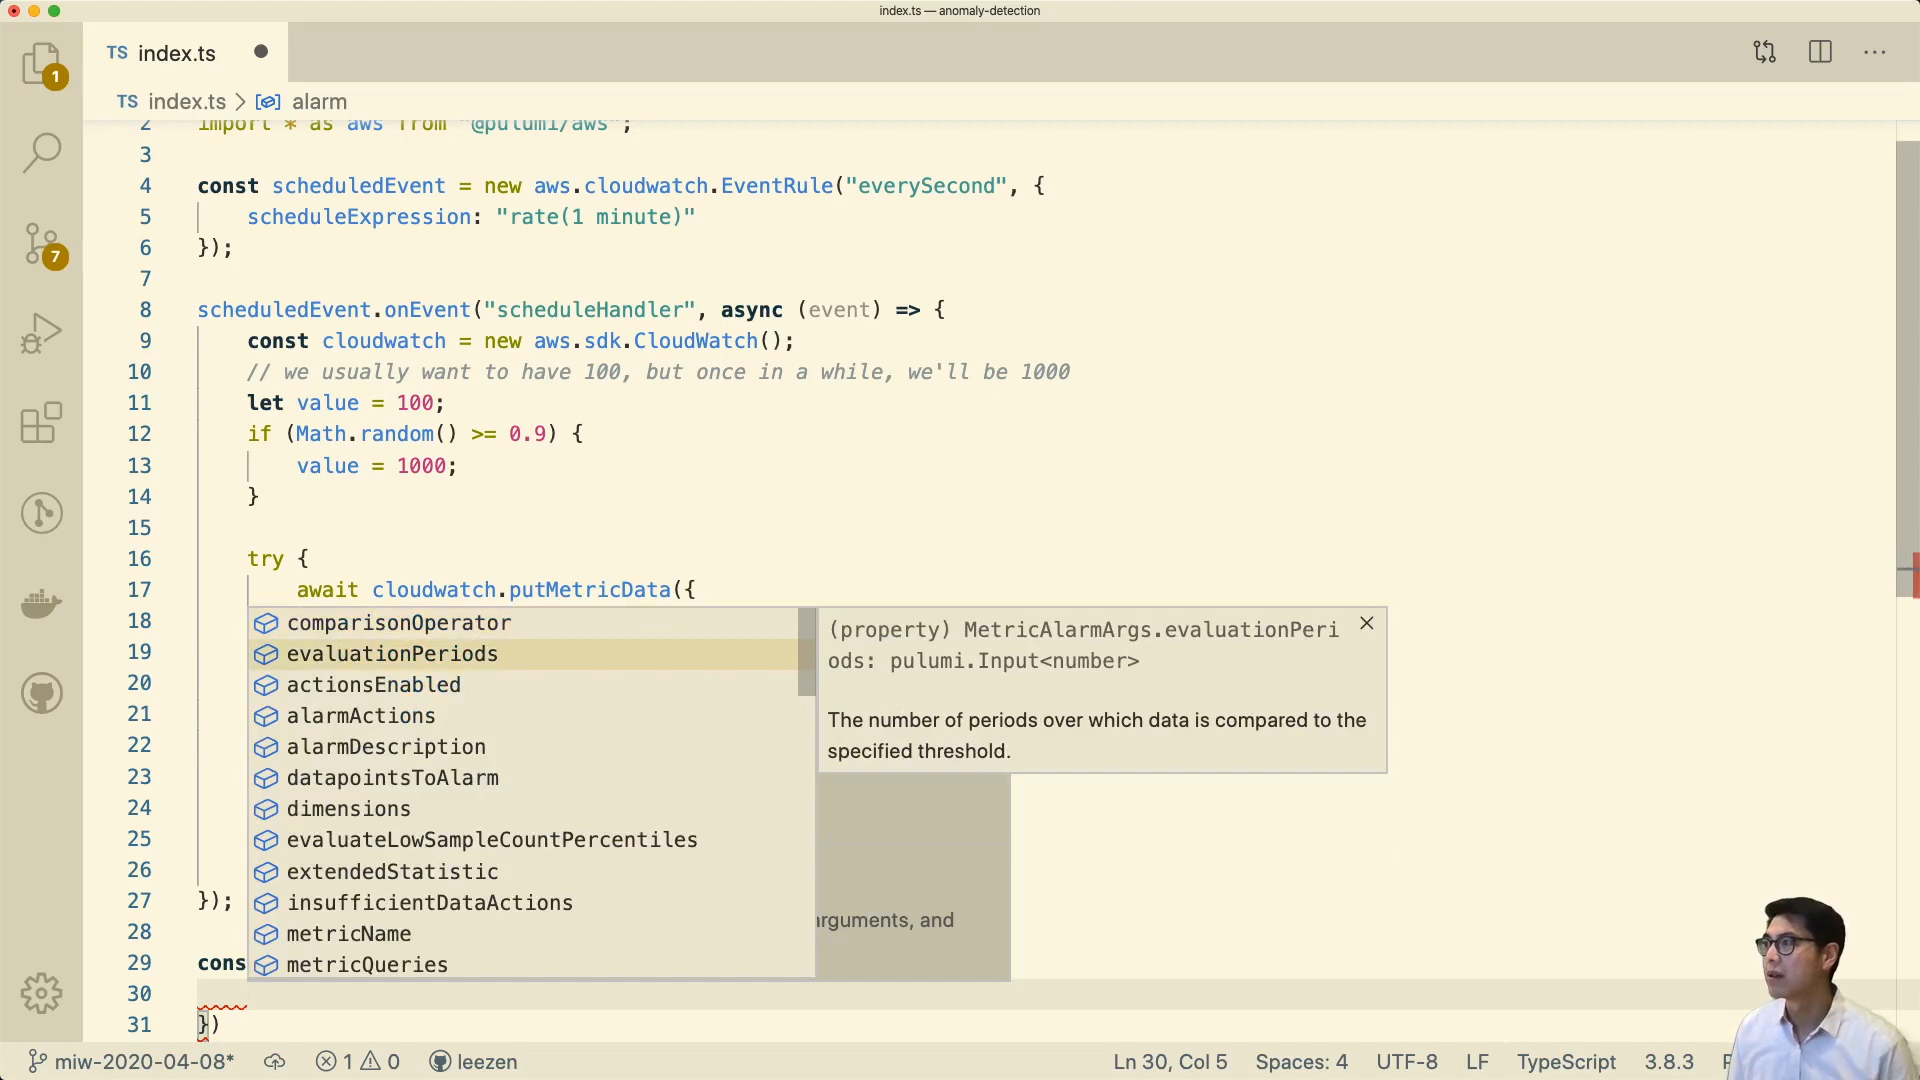 index.ts — anomaly-detection
TS index.ts
TS index.ts > alarm
1
7
2 import * as aws from "@pulumi/aws";
3
4 const scheduledEvent = new aws.cloudwatch.EventRule("everySecond", {
5 scheduleExpression: "rate(1 minute)"
6 });
7
8 scheduledEvent.onEvent("scheduleHandler", async (event) => {
9 const cloudwatch = new aws.sdk.CloudWatch();
10 // we usually want to have 100, but once in a while, we'll be 1000
11 let value = 100;
12 if (Math.random() >= 0.9) {
13 value = 1000;
14 }
15
16 try {
17 await cloudwatch.putMetricData({
18
19
20
21
22
23
24
25
26
27 });
28
29 cons
30
31 })
comparisonOperator
evaluationPeriods
actionsEnabled
alarmActions
alarmDescription
datapointsToAlarm
dimensions
evaluateLowSampleCountPercentiles
extendedStatistic
insufficientDataActions
metricName
metricQueries
(property) MetricAlarmArgs.evaluationPeri
ods: pulumi.Input<number>
The number of periods over which data is compared to the
specified threshold.
arguments, and
miw-2020-04-08* 1 0 leezen Ln 30, Col 5 Spaces: 4 UTF-8 LF TypeScript 3.8.3